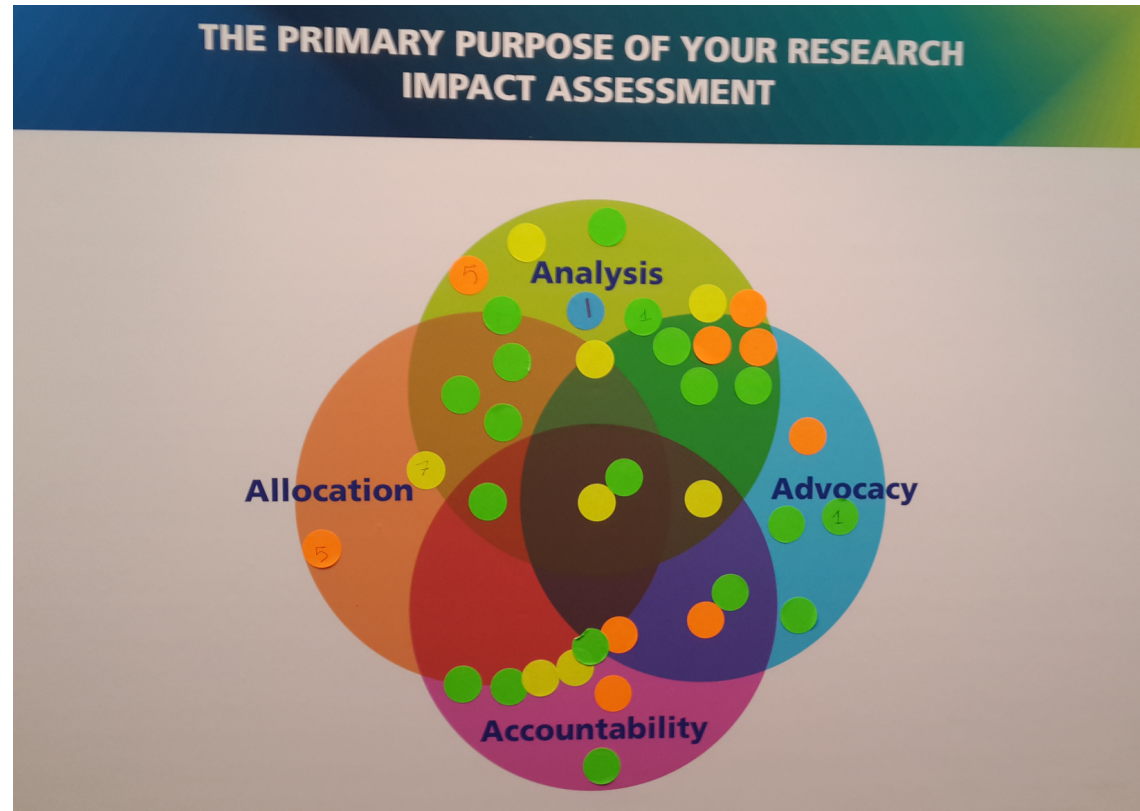 THE PRIMARY PURPOSE OF YOUR RESEARCH
IMPACT ASSESSMENT
Analysis
5
1
1
7
Allocation
Advocacy
1
5
Accountability